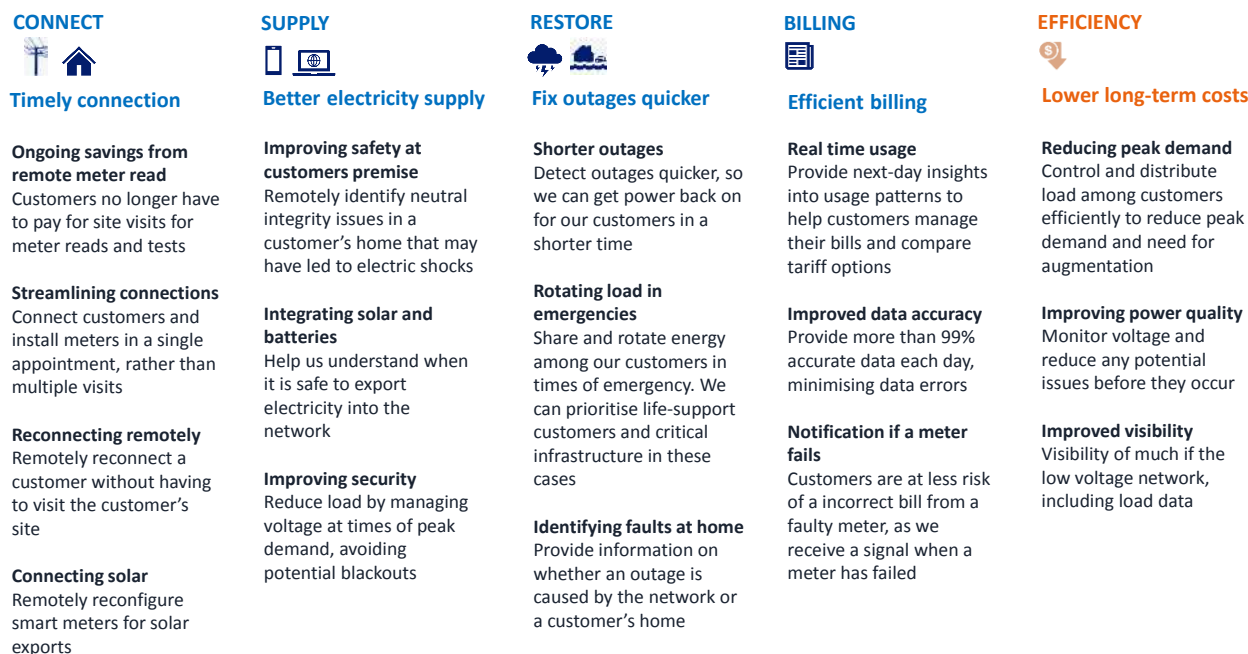 CONNECT
Timely connection
Ongoing savings from
remote meter read
Customers no longer have
to pay for site visits for
meter reads and tests
Streamlining connections
Connect customers and
install meters in a single
appointment, rather than
multiple visits
Reconnecting remotely
Remotely reconnect a
customer without having
to visit the customer's
site
Connecting solar
Remotely reconfigure
smart meters for solar
exports
SUPPLY
Better electricity supply
Improving safety at
customers premise
Remotely identify neutral
integrity issues in a
customer's home that may
have led to electric shocks
Integrating solar and
batteries
Help us understand when
it is safe to export
electricity into the
network
Improving security
Reduce load by managing
voltage at times of peak
demand, avoiding
potential blackouts
RESTORE
Fix outages quicker
Shorter outages
Detect outages quicker, so
we can get power back on
for our customers in a
shorter time
Rotating load in
emergencies
Share and rotate energy
among our customers in
times of emergency. We
can prioritise life-support
customers and critical
infrastructure in these
cases
Identifying faults at home
Provide information on
whether an outage is
caused by the network or
a customer's home
BILLING
Efficient billing
Real time usage
Provide next-day insights
into usage patterns to
help customers manage
their bills and compare
tariff options
Improved data accuracy
Provide more than 99%
accurate data each day,
minimising data errors
Notification if a meter
fails
Customers are at less risk
of a incorrect bill from a
faulty meter, as we
receive a signal when a
meter has failed
EFFICIENCY
$
Lower long-term costs
Reducing peak demand
Control and distribute
load among customers
efficiently to reduce peak
demand and need for
augmentation
Improving power quality
Monitor voltage and
reduce any potential
issues before they occur
Improved visibility
Visibility of much if the
low voltage network,
including load data